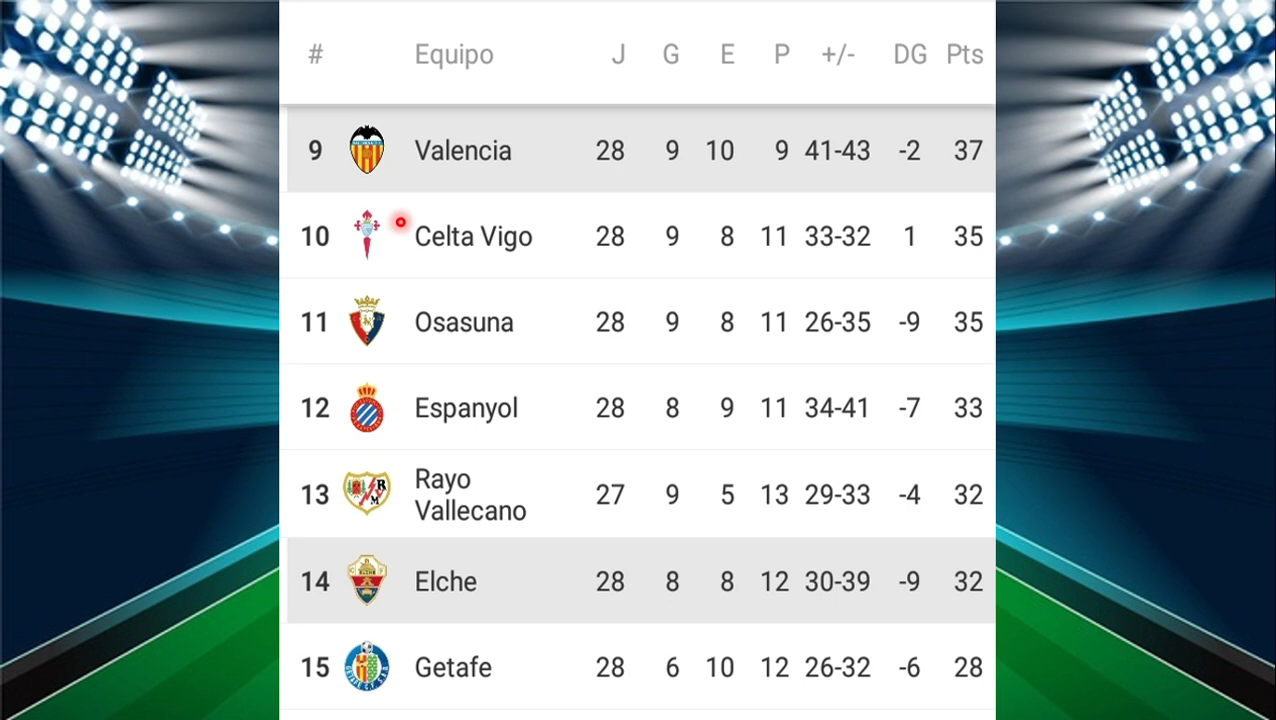 # Equipo J G E P +/- DG Pts
9 Valencia 28 9 10 9 41-43 -2 37
10 Celta Vigo 28 9 8 11 33-32 1 35
11 Osasuna 28 9 8 11 26-35 -9 35
12 Espanyol 28 8 9 11 34-41 -7 33
13 Rayo Vallecano 27 9 5 13 29-33 -4 32
14 Elche 28 8 8 12 30-39 -9 32
15 Getafe 28 6 10 12 26-32 -6 28